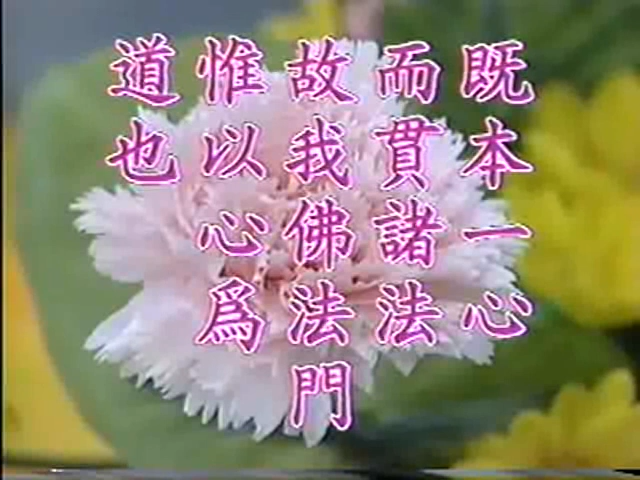 既本一心
而貫諸法
故我佛法門
惟以心爲
道也